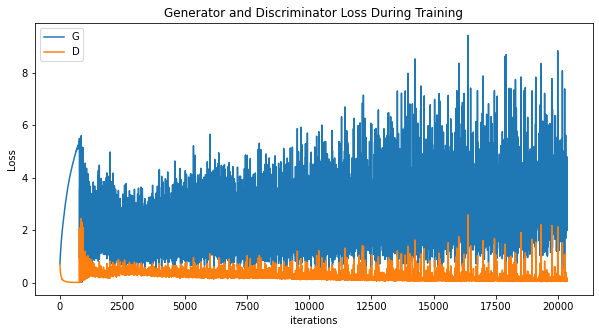 Generator and Discriminator Loss During Training
G
D
Loss
8
6
4
2
0
0 2500 5000 7500 10000 12500 15000 17500 20000
iterations